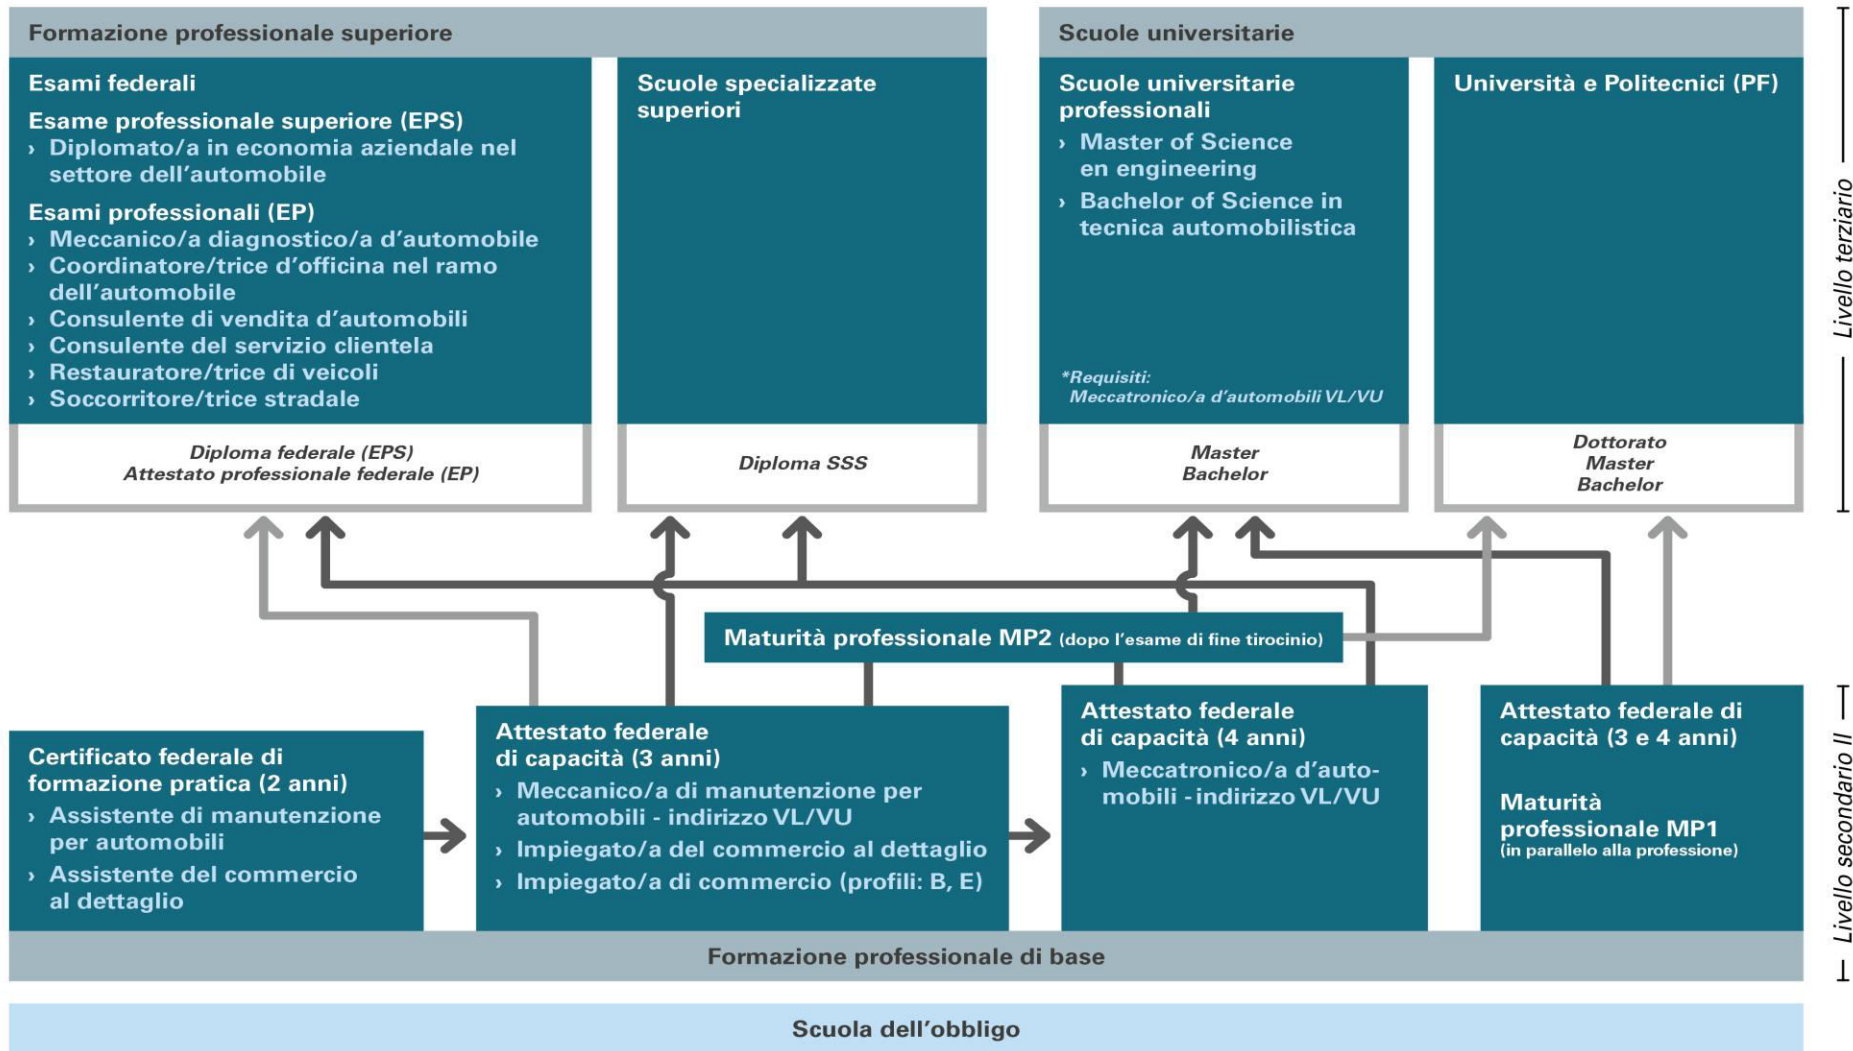 Formazione professionale superiore
Esami federali
Esame professionale superiore (EPS)
› Diplomato/a in economia aziendale nel
settore dell’automobile
Esami professionali (EP)
› Meccanico/a diagnostico/a d’automobile
› Coordinatore/trice d’officina nel ramo
dell’automobile
› Consulente di vendita d’automobili
› Consulente del servizio clientela
› Restauratore/trice di veicoli
› Soccorritore/trice stradale
Diploma federale (EPS)
Attestato professionale federale (EP)
Scuole specializzate
superiori
Diploma SSS
Scuole universitarie
Scuole universitarie
professionali
› Master of Science
en engineering
› Bachelor of Science in
tecnica automobilistica
*Requisiti:
Meccatronico/a d’automobili VL/VU
Master
Bachelor
Università e Politecnici (PF)
Dottorato
Master
Bachelor
Livello terziario
Maturità professionale MP2 (dopo l’esame di fine tirocinio)
Certificato federale di
formazione pratica (2 anni)
› Assistente di manutenzione
per automobili
› Assistente del commercio
al dettaglio
Attestato federale
di capacità (3 anni)
› Meccanico/a di manutenzione per
automobili - indirizzo VL/VU
› Impiegato/a del commercio al dettaglio
› Impiegato/a di commercio (profili: B, E)
Attestato federale
di capacità (4 anni)
› Meccatronico/a d’auto-
mobili - indirizzo VL/VU
Attestato federale di
capacità (3 e 4 anni)
Maturità
professionale MP1
(in parallelo alla professione)
Livello secondario II
Formazione professionale di base
Scuola dell’obbligo